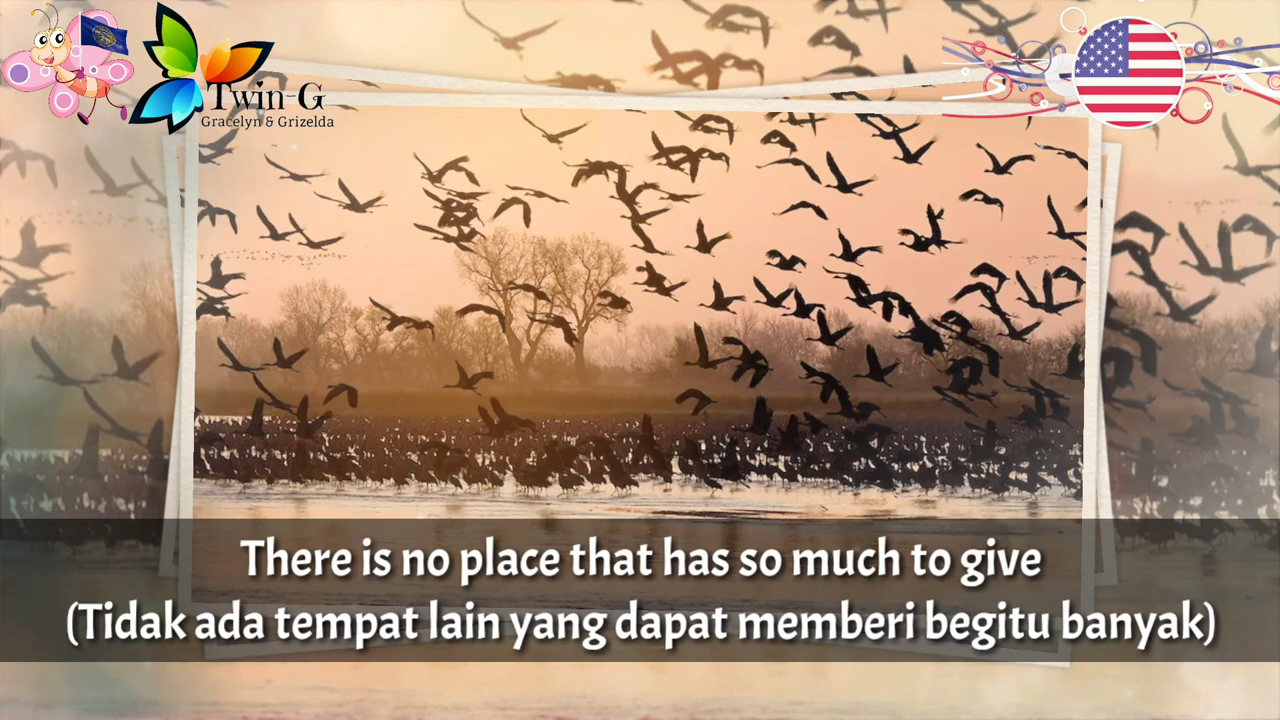 Twin-G
Gracelyn & Grizelda
There is no place that has so much to give
(Tidak ada tempat lain yang dapat memberi begitu banyak)